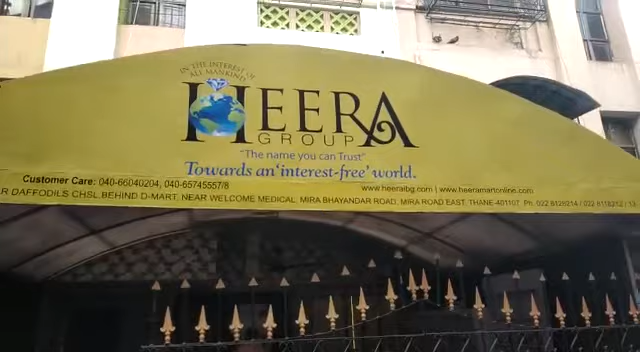 IN THE INTEREST OF
ALL MANKIND
HEERA
GROUP
"The name you can Trust"
Towards an 'interest-free' world.
Customer Care: 040-66040204, 040-65745557/8
www.heeraibg.com | www.heeramartonline.com
DAFFODILS CHSL.BEHIND D-MART, NEAR WELCOME MEDICAL, MIRA BHAYANDAR ROAD, MIRA ROAD EAST, THANE-401107. Ph: